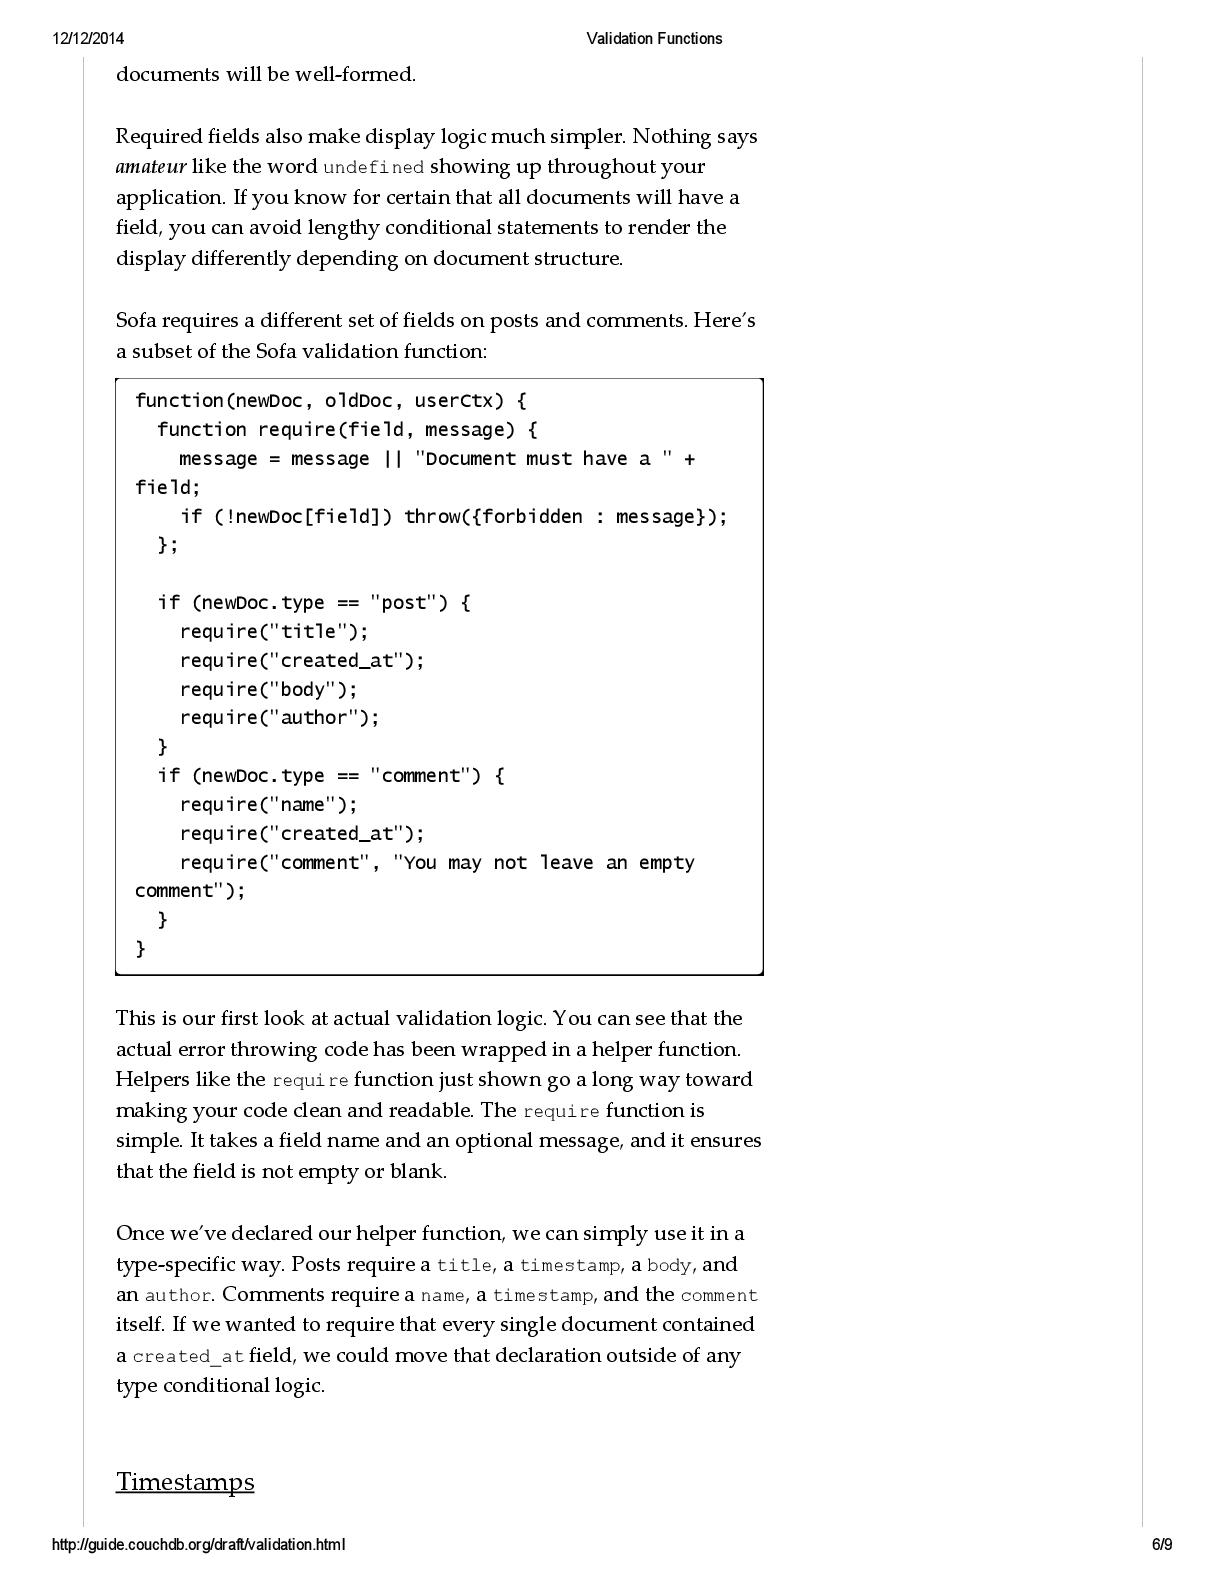 12/12/2014 Validation Functions
documents will be well-formed.
Required fields also make display logic much simpler. Nothing says
amateur like the word undefined showing up throughout your
application. If you know for certain that all documents will have a
field, you can avoid lengthy conditional statements to render the
display differently depending on document structure.
Sofa requires a different set of fields on posts and comments. Here’s
a subset of the Sofa validation function:
function(newDoc, oldDoc, userCtx) {
  function require(field, message) {
    message = message || "Document must have a " +
field;
    if (!newDoc[field]) throw({forbidden : message});
  };
  if (newDoc.type == "post") {
    require("title");
    require("created_at");
    require("body");
    require("author");
  }
  if (newDoc.type == "comment") {
    require("name");
    require("created_at");
    require("comment", "You may not leave an empty
comment");
  }
}
This is our first look at actual validation logic. You can see that the
actual error throwing code has been wrapped in a helper function.
Helpers like the require function just shown go a long way toward
making your code clean and readable. The require function is
simple. It takes a field name and an optional message, and it ensures
that the field is not empty or blank.
Once we’ve declared our helper function, we can simply use it in a
type-specific way. Posts require a title, a timestamp, a body, and
an author. Comments require a name, a timestamp, and the comment
itself. If we wanted to require that every single document contained
a created_at field, we could move that declaration outside of any
type conditional logic.
Timestamps
http://guide.couchdb.org/draft/validation.html 6/9